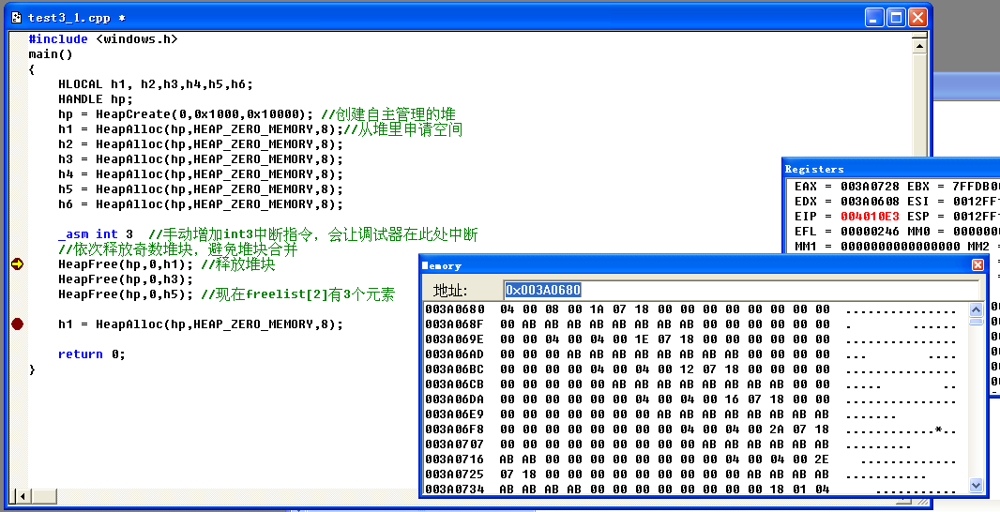 test3_1.cpp *
#include <windows.h>
main()
{
HLOCAL h1, h2,h3,h4,h5,h6;
HANDLE hp;
hp = HeapCreate(0,0x1000,0x10000); //创建自主管理的堆
h1 = HeapAlloc(hp,HEAP_ZERO_MEMORY,8);//从堆里申请空间
h2 = HeapAlloc(hp,HEAP_ZERO_MEMORY,8);
h3 = HeapAlloc(hp,HEAP_ZERO_MEMORY,8);
h4 = HeapAlloc(hp,HEAP_ZERO_MEMORY,8);
h5 = HeapAlloc(hp,HEAP_ZERO_MEMORY,8);
h6 = HeapAlloc(hp,HEAP_ZERO_MEMORY,8);
_asm int 3 //手动增加int3中断指令，会让调试器在此处中断
//依次释放奇数堆块，避免堆块合并
HeapFree(hp,0,h1); //释放堆块
HeapFree(hp,0,h3);
HeapFree(hp,0,h5); //现在freelist[2]有3个元素
h1 = HeapAlloc(hp,HEAP_ZERO_MEMORY,8);
return 0;
}
Registers
EAX = 003A0728 EBX = 7FFDB00
EDX = 003A0608 ESI = 0012FF1
EIP = 004010E3 ESP = 0012FF1
EFL = 00000246 MM0 = 0000000
MM1 = 0000000000000000 MM2 =
Memory
地址: 0x003A0680
003A0680 04 00 08 00 1A 07 18 00 00 00 00 00 00 00 00 ...............
003A068F 00 AB AB AB AB AB AB AB AB 00 00 00 00 00 00 . ......
003A069E 00 00 04 00 04 00 1E 07 18 00 00 00 00 00 00 ...............
003A06AD 00 00 00 AB AB AB AB AB AB AB AB 00 00 00 00 ... ....
003A06BC 00 00 00 00 04 00 04 00 12 07 18 00 00 00 00 ...............
003A06CB 00 00 00 00 00 AB AB AB AB AB AB AB AB 00 00 ..... ..
003A06DA 00 00 00 00 00 00 04 00 04 00 16 07 18 00 00 ...............
003A06E9 00 00 00 00 00 00 00 AB AB AB AB AB AB AB AB .......
003A06F8 00 00 00 00 00 00 00 00 04 00 04 00 2A 07 18 ............*..
003A0707 00 00 00 00 00 00 00 00 00 AB AB AB AB AB AB .........
003A0716 AB AB 00 00 00 00 00 00 00 00 04 00 04 00 2E .............
003A0725 07 18 00 00 00 00 00 00 00 00 00 AB AB AB AB ...........
003A0734 AB AB AB AB 00 00 00 00 00 00 00 00 18 01 04 ...........